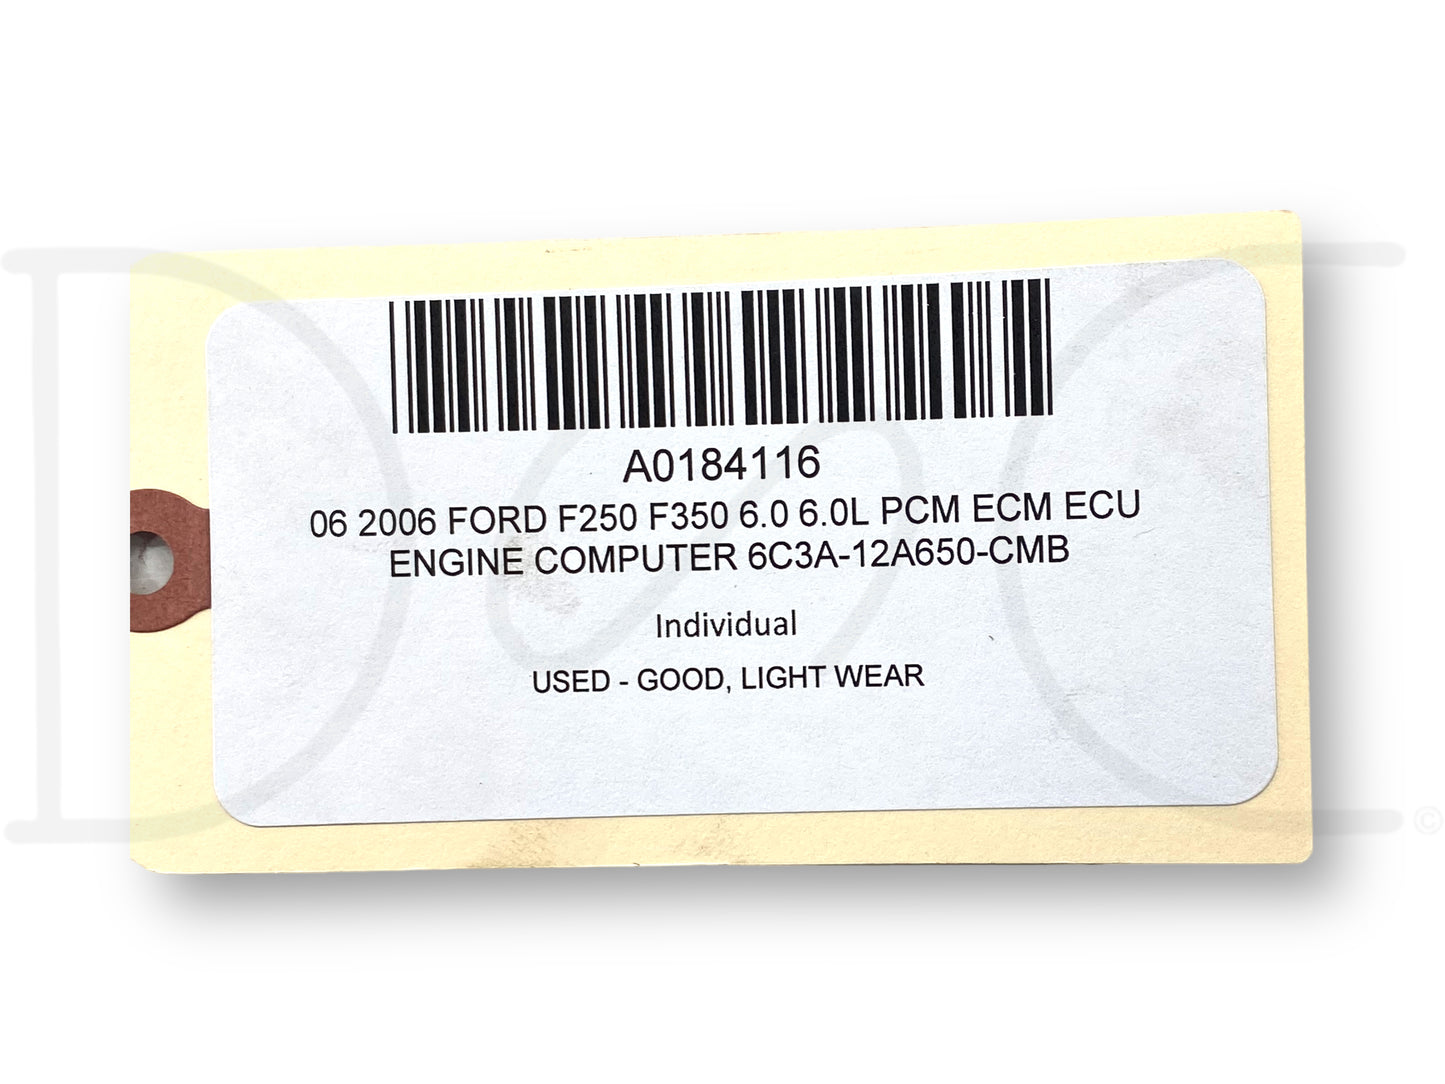 A0184116
06 2006 FORD F250 F350 6.0 6.0L PCM ECM ECU
ENGINE COMPUTER 6C3A-12A650-CMB
Individual
USED - GOOD, LIGHT WEAR
©